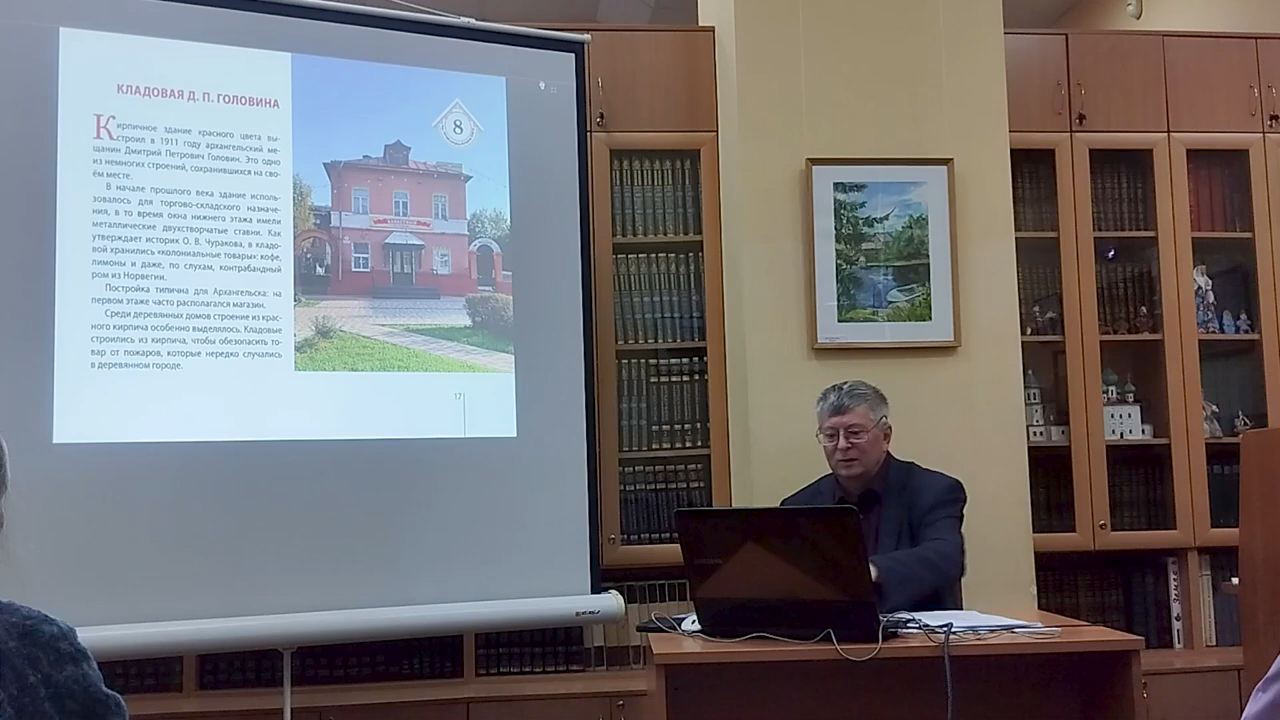 КЛАДОВАЯ Д. П. ГОЛОВИНА
Кирпичное здание красного цвета вы-
строил в 1911 году архангельский ме-
щанин Дмитрий Петрович Головин. Это одно
из немногих строений, сохранившихся на сво-
ём месте.
В начале прошлого века здание исполь-
зовалось для торгово-складского назначе-
ния, в то время окна нижнего этажа имели
металлические двухстворчатые ставни. Как
утверждает историк О. В. Чуракова, в кладо-
вой хранились «колониальные товары»: кофе,
лимоны и даже, по слухам, контрабандный
ром из Норвегии.
Постройка типична для Архангельска: на
первом этаже часто располагался магазин.
Среди деревянных домов строение из крас-
ного кирпича особенно выделялось. Кладовые
строились из кирпича, чтобы обезопасить то-
вар от пожаров, которые нередко случались
в деревянном городе.
8
17